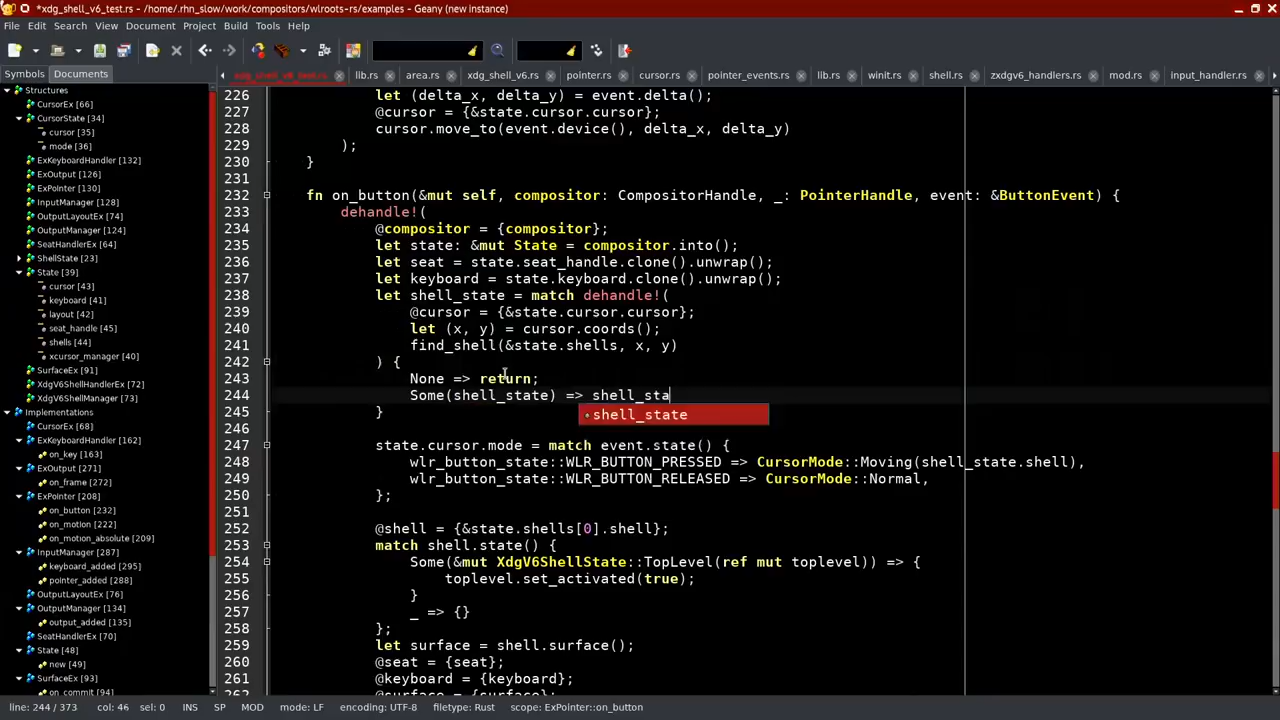 *xdg_shell_v6_test.rs - /home/.rhn_slow/work/compositors/wlroots-rs/examples - Geany (new instance)
File Edit Search View Document Project Build Tools Help
Symbols Documents xdg_shell_v6_test.rs lib.rs area.rs xdg_shell_v6.rs pointer.rs cursor.rs pointer_events.rs lib.rs winit.rs shell.rs zxdgv6_handlers.rs mod.rs input_handler.rs
Structures
CursorEx [66]
CursorState [34]
cursor [35]
mode [36]
ExKeyboardHandler [132]
ExOutput [126]
ExPointer [130]
InputManager [128]
OutputLayoutEx [74]
OutputManager [124]
SeatHandlerEx [64]
ShellState [23]
State [39]
cursor [43]
keyboard [41]
layout [42]
seat_handle [45]
shells [44]
xcursor_manager [40]
SurfaceEx [91]
XdgV6ShellHandlerEx [72]
XdgV6ShellManager [73]
Implementations
CursorEx [68]
ExKeyboardHandler [162]
on_key [163]
ExOutput [271]
on_frame [272]
ExPointer [208]
on_button [232]
on_motion [222]
on_motion_absolute [209]
InputManager [287]
keyboard_added [295]
pointer_added [288]
OutputLayoutEx [76]
OutputManager [134]
output_added [135]
SeatHandlerEx [70]
State [48]
new [49]
SurfaceEx [93]
on_commit [94]
226 let (delta_x, delta_y) = event.delta();
227 @cursor = {&state.cursor.cursor};
228 cursor.move_to(event.device(), delta_x, delta_y)
229 );
230 }
231
232 fn on_button(&mut self, compositor: CompositorHandle, _: PointerHandle, event: &ButtonEvent) {
233 dehandle!(
234 @compositor = {compositor};
235 let state: &mut State = compositor.into();
236 let seat = state.seat_handle.clone().unwrap();
237 let keyboard = state.keyboard.clone().unwrap();
238 let shell_state = match dehandle!(
239 @cursor = {&state.cursor.cursor};
240 let (x, y) = cursor.coords();
241 find_shell(&state.shells, x, y)
242 ) {
243 None => return;
244 Some(shell_state) => shell_sta
shell_state
245 }
246
247 state.cursor.mode = match event.state() {
248 wlr_button_state::WLR_BUTTON_PRESSED => CursorMode::Moving(shell_state.shell),
249 wlr_button_state::WLR_BUTTON_RELEASED => CursorMode::Normal,
250 };
251
252 @shell = {&state.shells[0].shell};
253 match shell.state() {
254 Some(&mut XdgV6ShellState::TopLevel(ref mut toplevel)) => {
255 toplevel.set_activated(true);
256 }
257 _ => {}
258 };
259 let surface = shell.surface();
260 @seat = {seat};
261 @keyboard = {keyboard};
262 @surface = {surface};
line: 244 / 373 col: 46 sel: 0 INS SP MOD mode: LF encoding: UTF-8 filetype: Rust scope: ExPointer::on_button